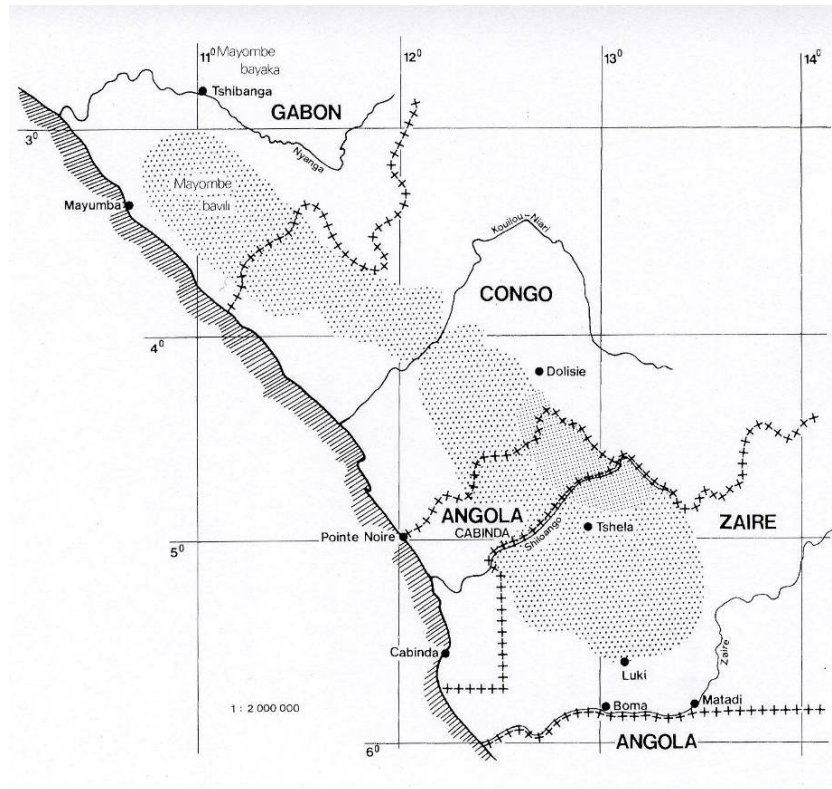 11⁰
Mayombe
bayaka
12⁰
13⁰
14⁰
Tshibanga
GABON
3⁰
Nyanga
Mayombe
bavili
Mayumba
Kouilou-Niari
CONGO
4⁰
Dolisie
ANGOLA
CABINDA
ZAIRE
Tshela
Shiloango
Pointe Noire
5⁰
Cabinda
Luki
Zaire
1 : 2 000 000
Boma
Matadi
ANGOLA
6⁰